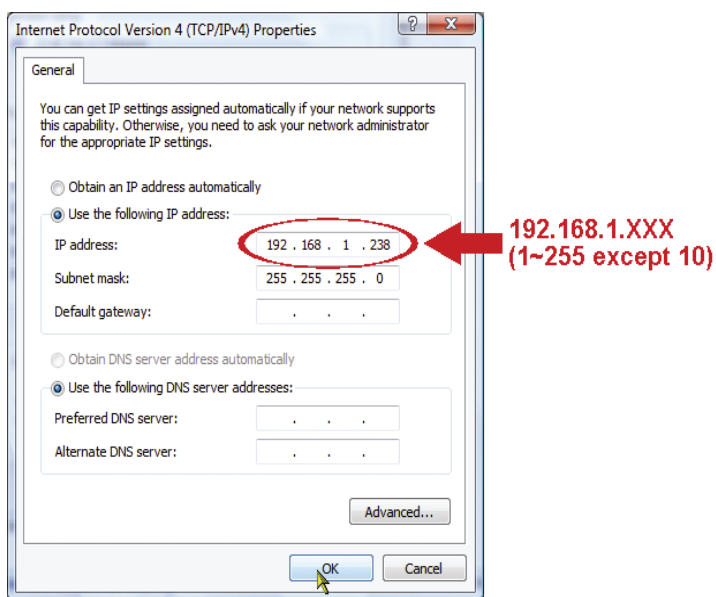 Internet Protocol Version 4 (TCP/IPv4) Properties
General
You can get IP settings assigned automatically if your network supports
this capability. Otherwise, you need to ask your network administrator
for the appropriate IP settings.
Obtain an IP address automatically
Use the following IP address:
IP address: 192 . 168 . 1 . 238
192.168.1.XXX
(1~255 except 10)
Subnet mask: 255 . 255 . 255 . 0
Default gateway: . . .
Obtain DNS server address automatically
Use the following DNS server addresses:
Preferred DNS server: . . .
Alternate DNS server: . . .
Advanced...
OK Cancel